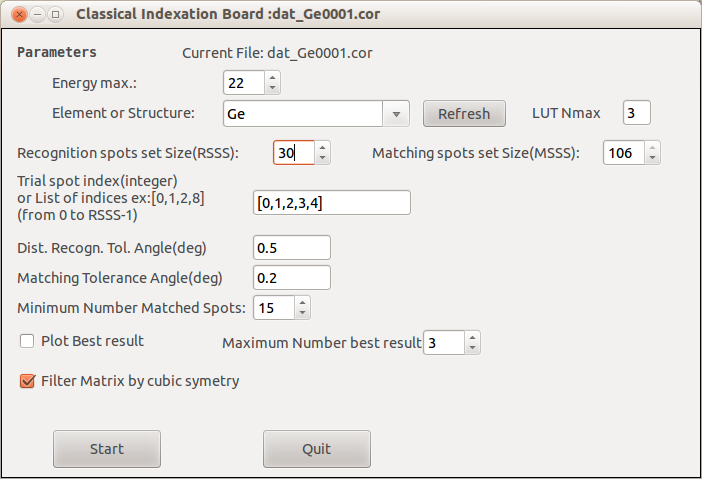 Classical Indexation Board :dat_Ge0001.cor
Parameters Current File: dat_Ge0001.cor
Energy max.: 22
Element or Structure: Ge Refresh LUT Nmax 3
Recognition spots set Size(RSSS): 30 Matching spots set Size(MSSS): 106
Trial spot index(integer)
or List of indices ex:[0,1,2,8]
(from 0 to RSSS-1)
[0,1,2,3,4]
Dist. Recogn. Tol. Angle(deg) 0.5
Matching Tolerance Angle(deg) 0.2
Minimum Number Matched Spots: 15
Plot Best result Maximum Number best result 3
Filter Matrix by cubic symetry
Start Quit